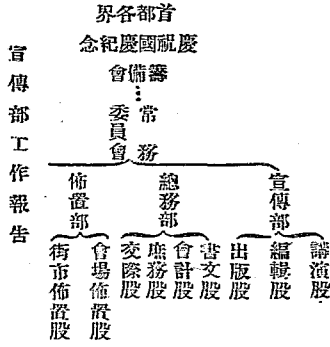 首都各界
慶祝國慶紀念
籌備會
常務
委員會
宣傳部
總務部
佈置部
講演股
編輯股
出版股
書文股
會計股
庶務股
交際股
會場佈置股
街市佈置股
宣傳部工作報告